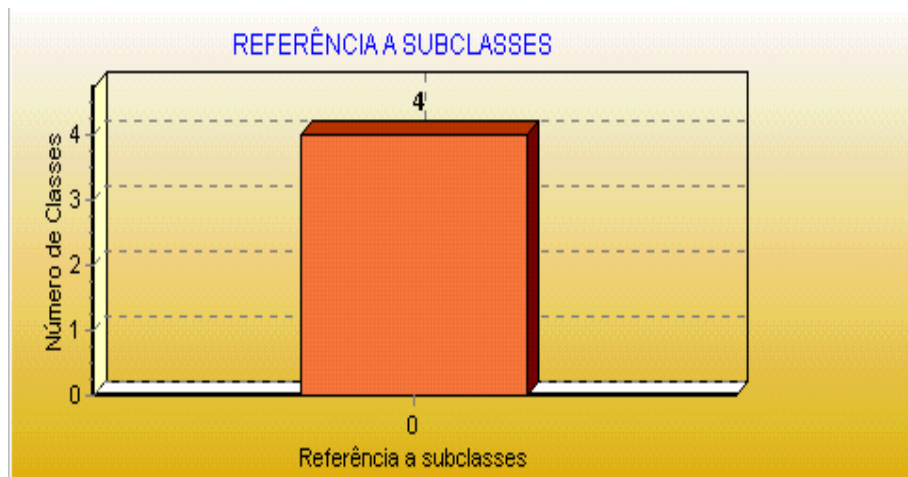 REFERÊNCIA A SUBCLASSES
4
Número de Classes
4
3
2
1
0
0
Referência a subclasses